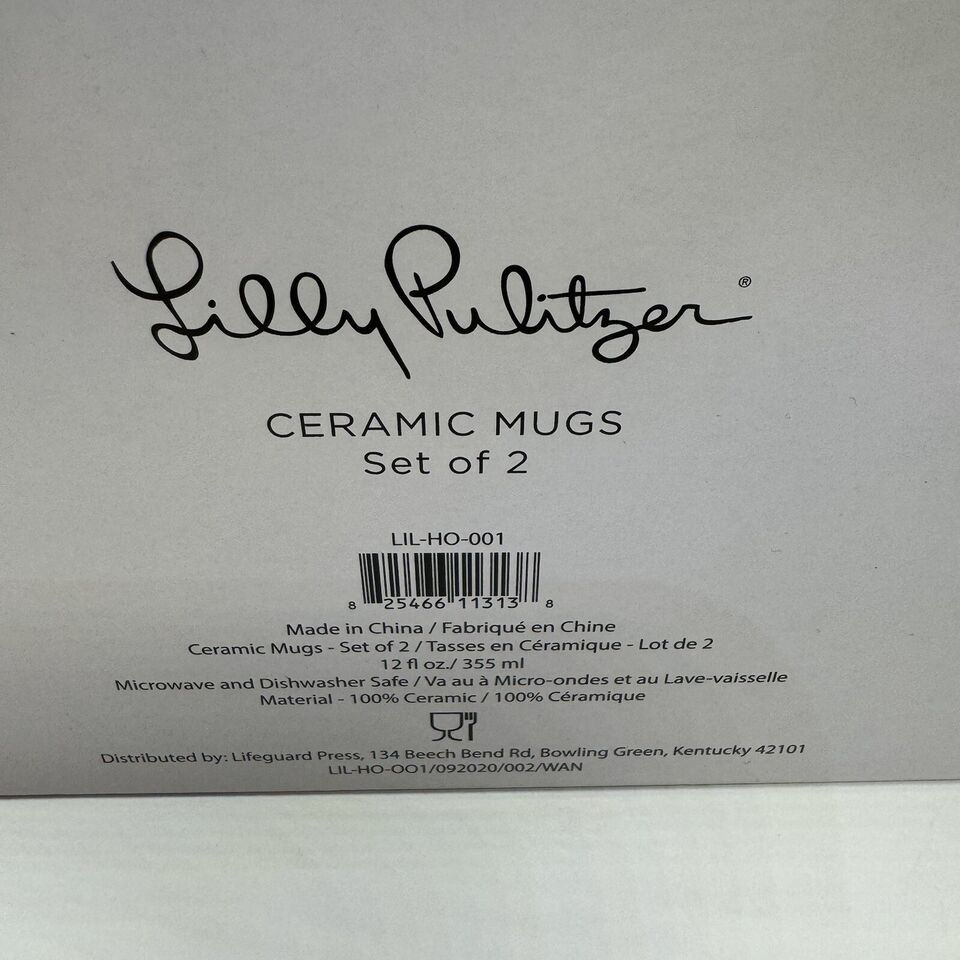 Lilly Pulitzer ®
CERAMIC MUGS
Set of 2
LIL-HO-001
8 25466 11313 8
Made in China / Fabriqué en Chine
Ceramic Mugs - Set of 2 / Tasses en Céramique - Lot de 2
12 fl oz./ 355 ml
Microwave and Dishwasher Safe / Va au à Micro-ondes et au Lave-vaisselle
Material - 100% Ceramic / 100% Céramique
Distributed by: Lifeguard Press, 134 Beech Bend Rd, Bowling Green, Kentucky 42101
LIL-HO-OO1/092020/002/WAN